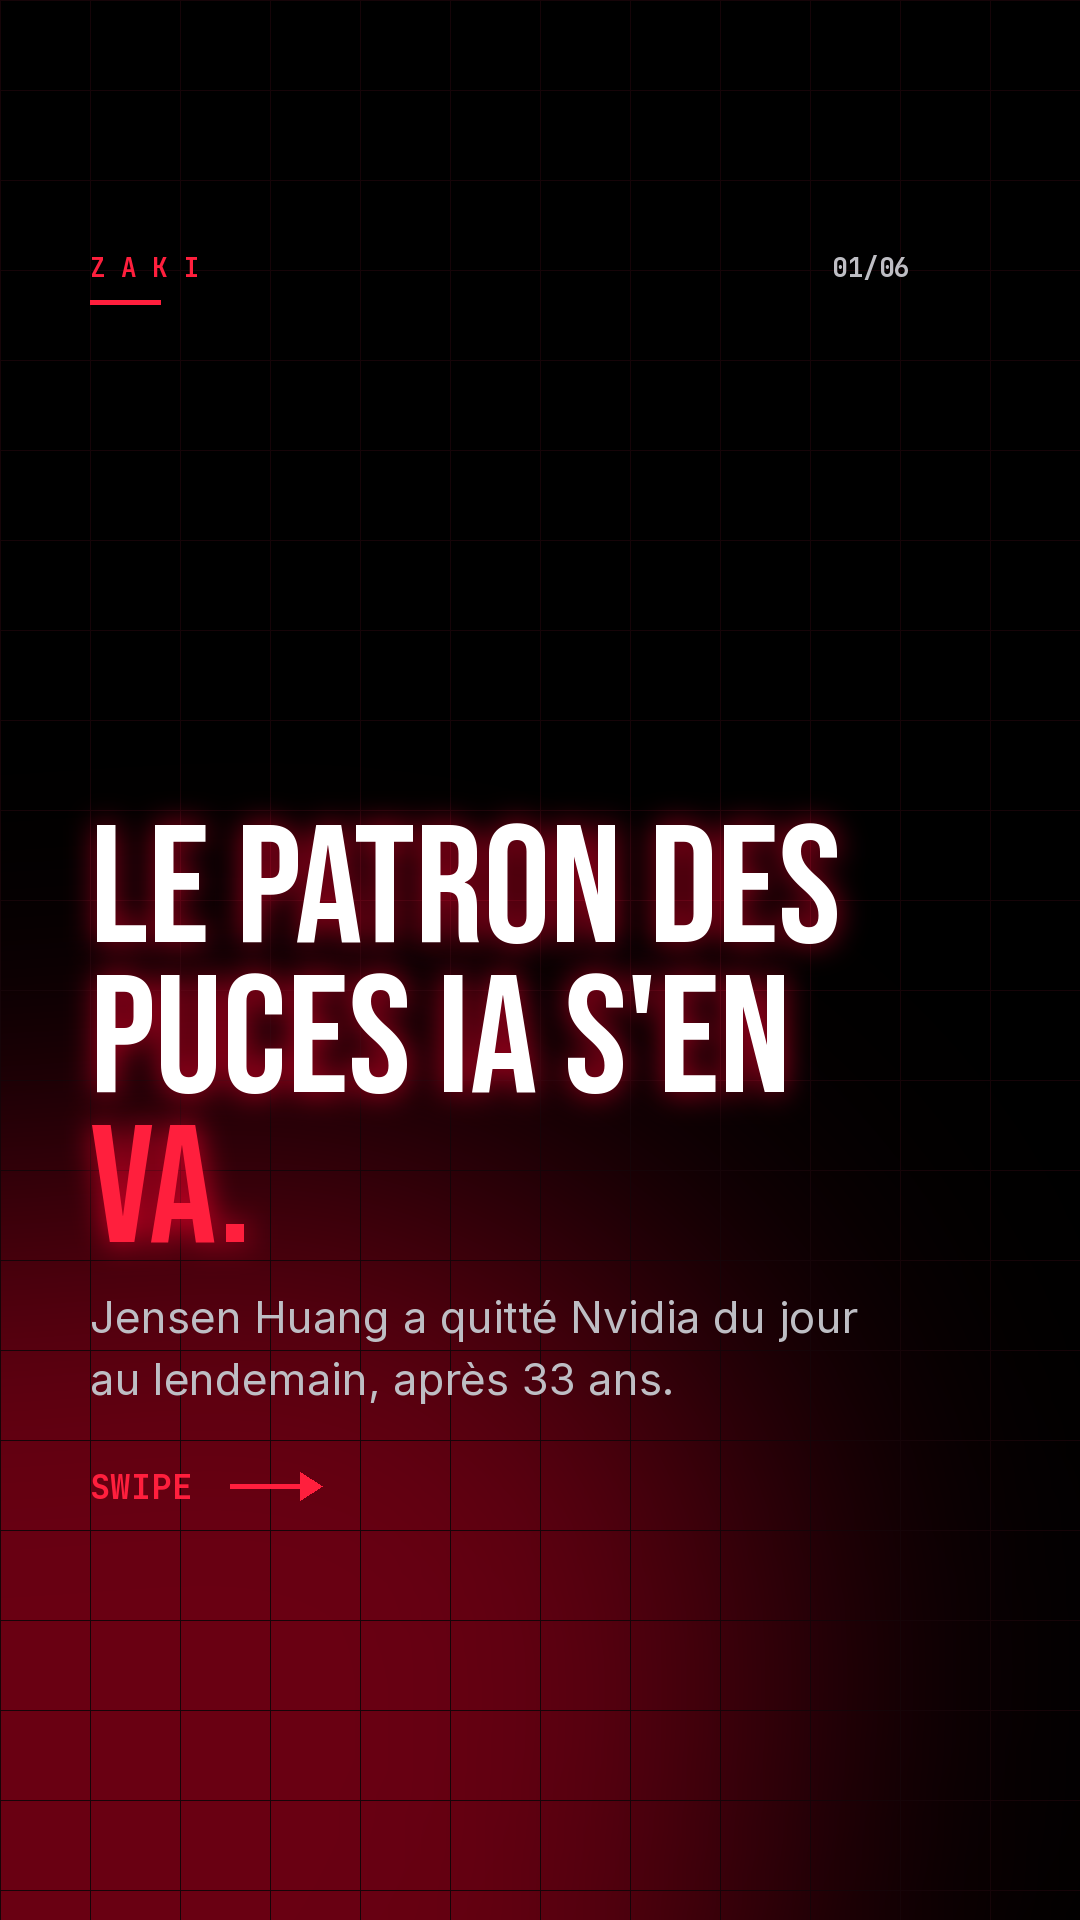 ZAKI
01/06
LE PATRON DES
PUCES IA S'EN
VA.
Jensen Huang a quitté Nvidia du jour
au lendemain, après 33 ans.
SWIPE